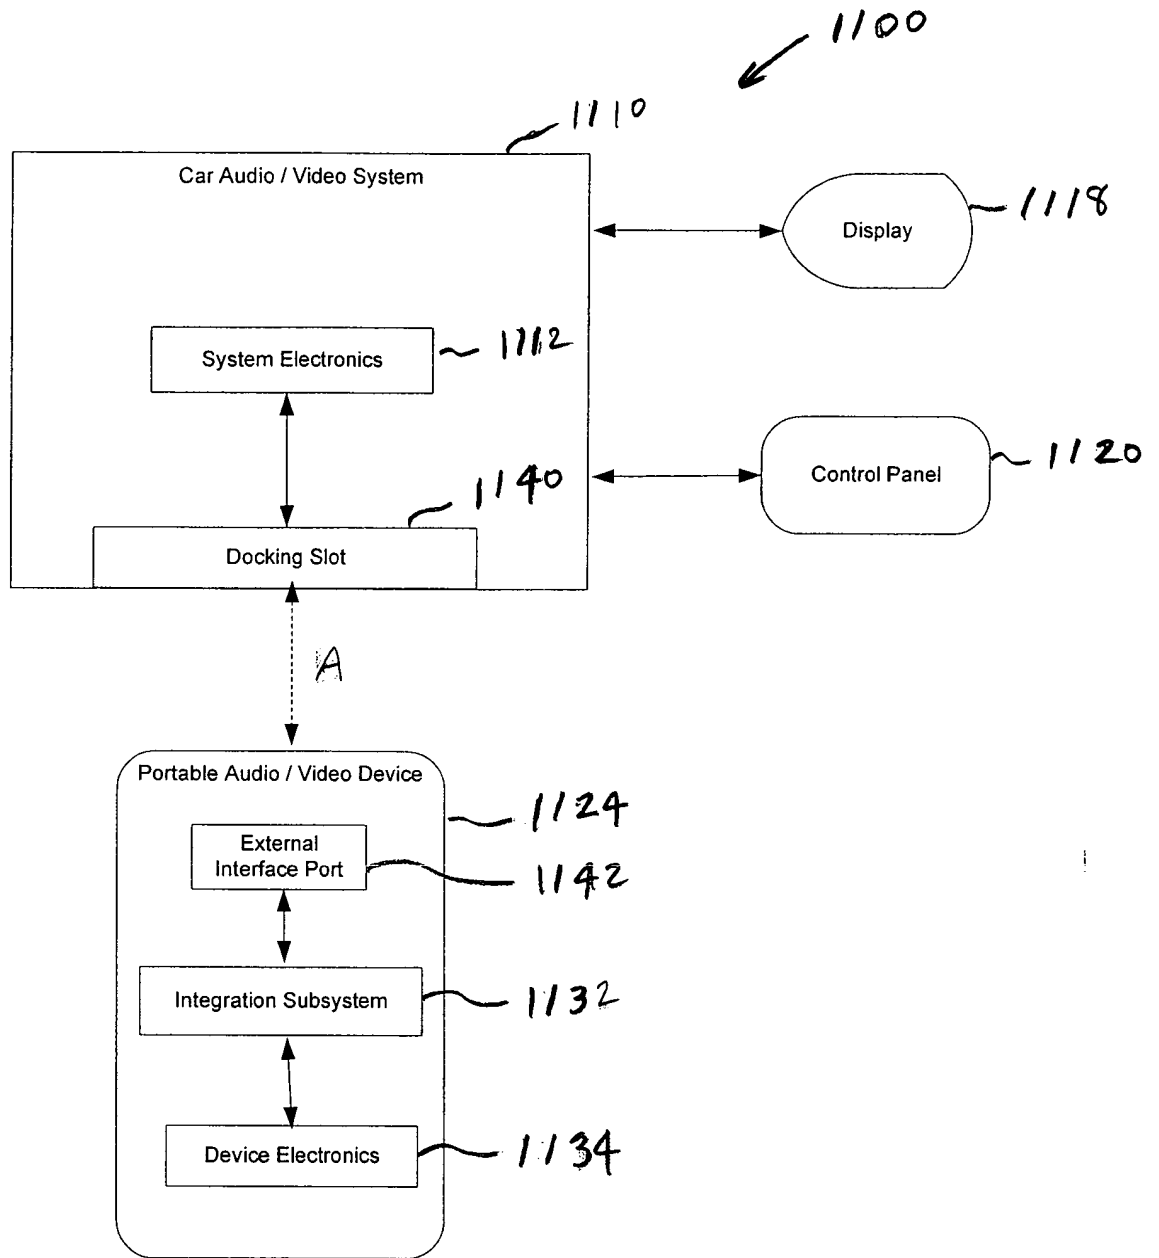 1100
1110
Car Audio / Video System
Display
1118
System Electronics
1112
1140
Control Panel
1120
Docking Slot
A
Portable Audio / Video Device
1124
External
Interface Port
1142
Integration Subsystem
1132
Device Electronics
1134